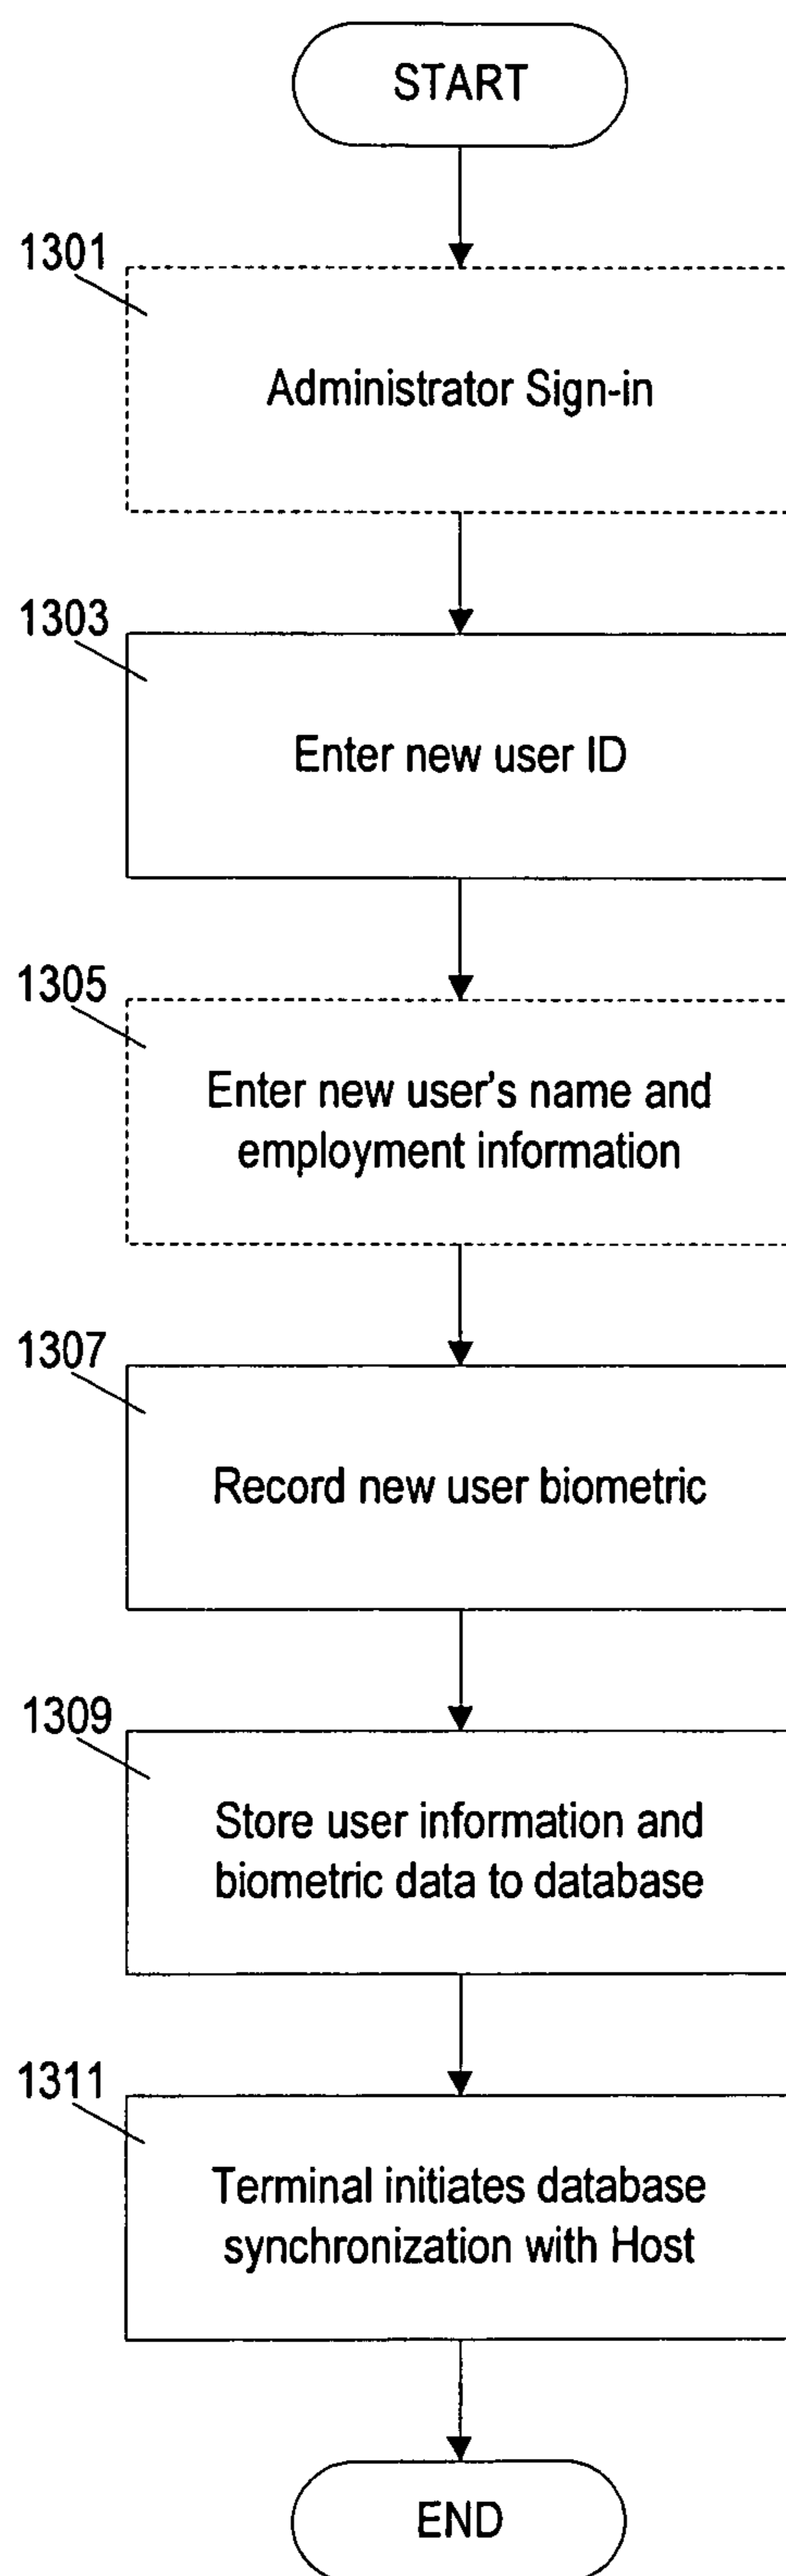 START
1301
Administrator Sign-in
1303
Enter new user ID
1305
Enter new user's name and
employment information
1307
Record new user biometric
1309
Store user information and
biometric data to database
1311
Terminal initiates database
synchronization with Host
END